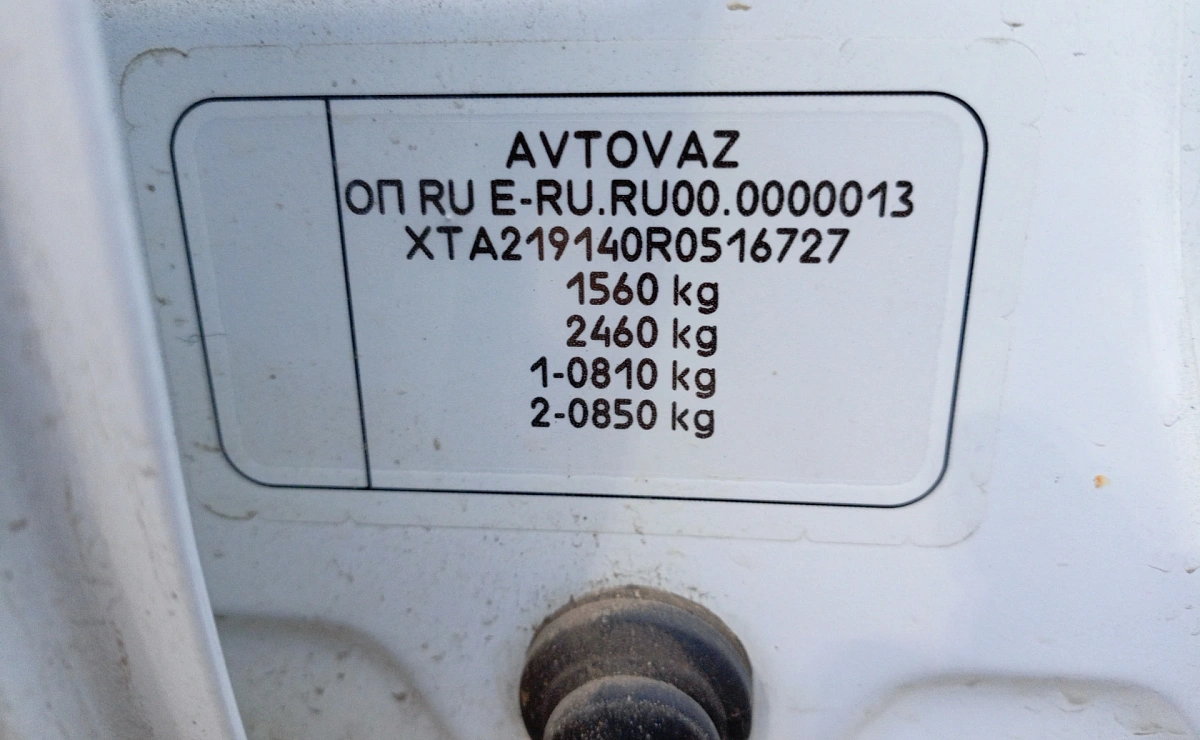 AVTOVAZ
ОП RU E-RU.RU00.0000013
XTA219140R0516727
1560 kg
2460 kg
1-0810 kg
2-0850 kg